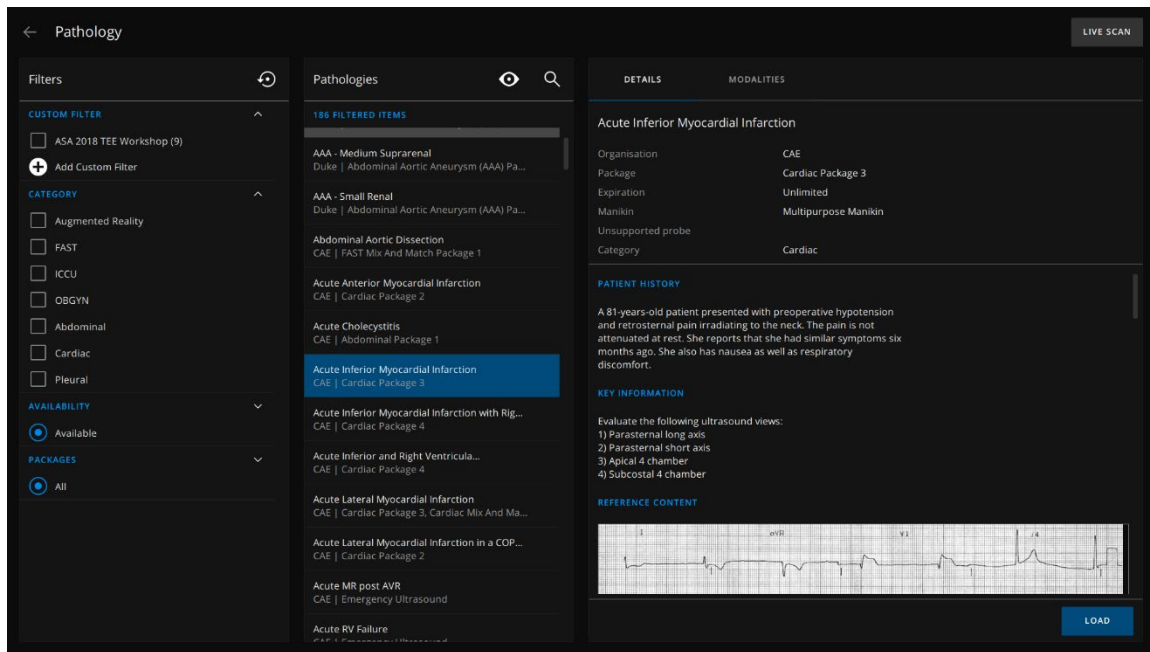 Pathology
LIVE SCAN
Filters
CUSTOM FILTER
ASA 2018 TEE Workshop (9)
Add Custom Filter
CATEGORY
Augmented Reality
FAST
ICCU
OBGYN
Abdominal
Cardiac
Pleural
AVAILABILITY
Available
PACKAGES
All
Pathologies
186 FILTERED ITEMS
AAA - Medium Suprarenal
Duke | Abdominal Aortic Aneurysm (AAA) Pa...
AAA - Small Renal
Duke | Abdominal Aortic Aneurysm (AAA) Pa...
Abdominal Aortic Dissection
CAE | FAST Mix And Match Package 1
Acute Anterior Myocardial Infarction
CAE | Cardiac Package 2
Acute Cholecystitis
CAE | Abdominal Package 1
Acute Inferior Myocardial Infarction
CAE | Cardiac Package 3
Acute Inferior Myocardial Infarction with Rig...
CAE | Cardiac Package 4
Acute Inferior and Right Ventricula...
CAE | Cardiac Package 4
Acute Lateral Myocardial Infarction
CAE | Cardiac Package 3, Cardiac Mix And Ma...
Acute Lateral Myocardial Infarction in a COP...
CAE | Cardiac Package 2
Acute MR post AVR
CAE | Emergency Ultrasound
Acute RV Failure
CAE | Emergency Ultrasound
DETAILS
MODALITIES
Acute Inferior Myocardial Infarction
Organisation CAE
Package Cardiac Package 3
Expiration Unlimited
Manikin Multipurpose Manikin
Unsupported probe
Category Cardiac
PATIENT HISTORY
A 81-years-old patient presented with preoperative hypotension
and retrosternal pain irradiating to the neck. The pain is not
attenuated at rest. She reports that she had similar symptoms six
months ago. She also has nausea as well as respiratory
discomfort.
KEY INFORMATION
Evaluate the following ultrasound views:
1) Parasternal long axis
2) Parasternal short axis
3) Apical 4 chamber
4) Subcostal 4 chamber
REFERENCE CONTENT
I aVR V1
LOAD